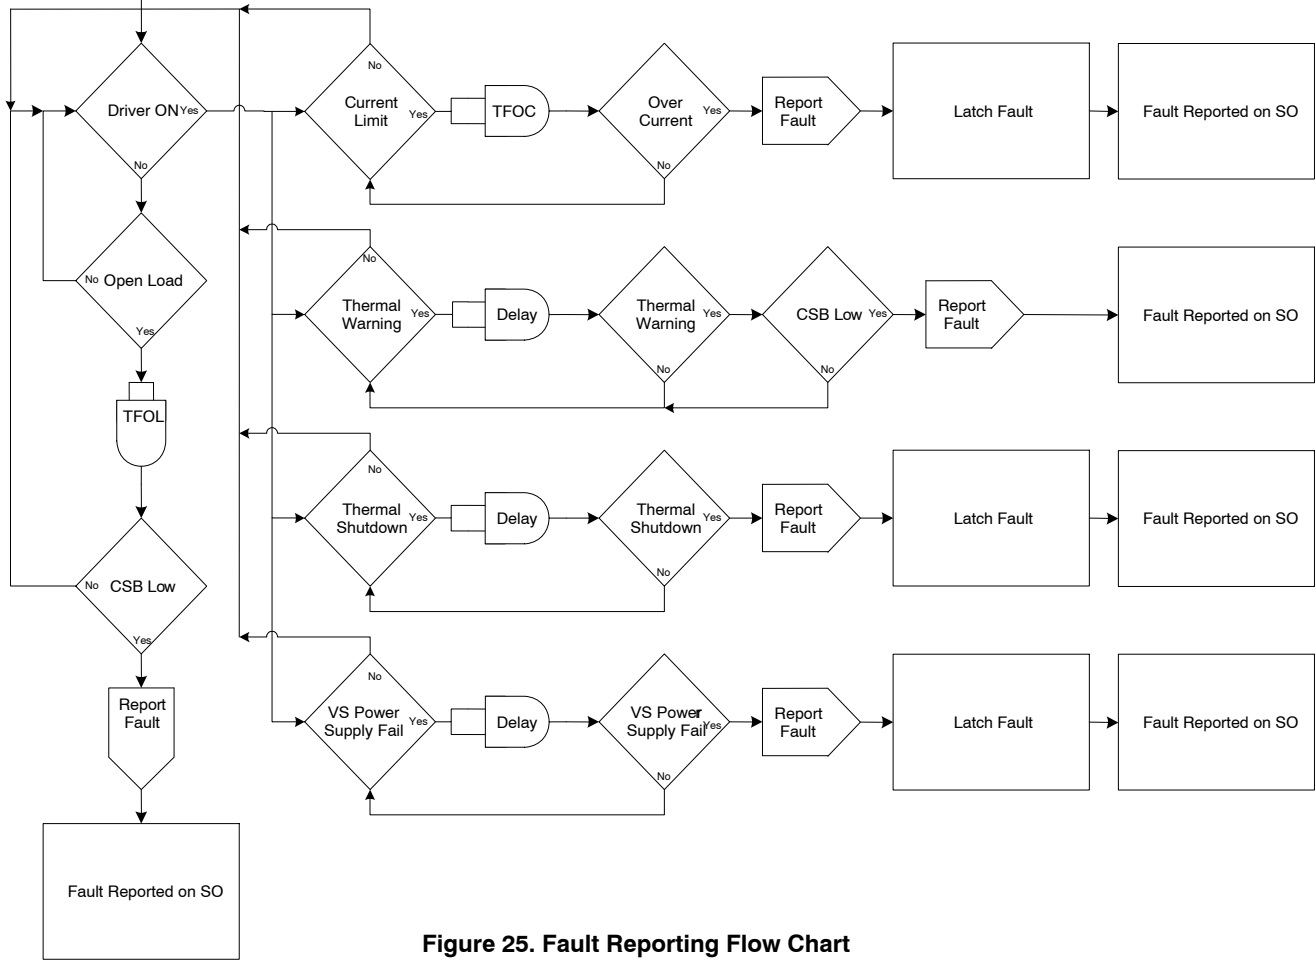 No
Driver ON Yes
Current
Limit
Yes
TFOC
Over
Current
Yes
Report
Fault
Latch Fault
Fault Reported on SO
No
No
No
No Open Load
Yes
Thermal
Warning
Yes
Delay
Thermal
Warning
Yes
CSB Low Yes
Report
Fault
Fault Reported on SO
No
No
TFOL
No
Thermal
Shutdown
Yes
Delay
Thermal
Shutdown
Yes
Report
Fault
Latch Fault
Fault Reported on SO
No
No CSB Low
Yes
No
VS Power
Supply Fail
Yes
Delay
VS Power
Supply Fail
Yes
Report
Fault
Latch Fault
Fault Reported on SO
No
Report
Fault
Fault Reported on SO
Figure 25. Fault Reporting Flow Chart